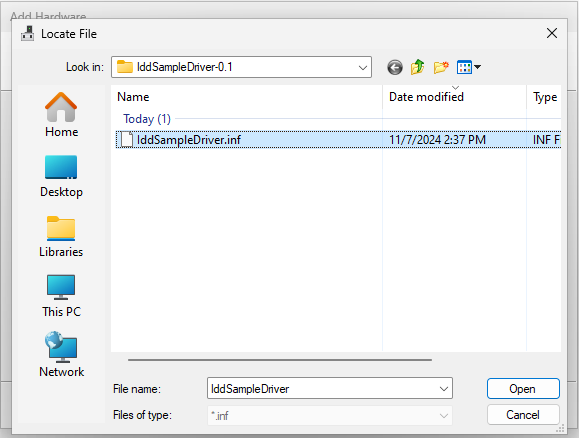 Add Hardware
Locate File
Look in:
IddSampleDriver-0.1
Name
Date modified
Type
Today (1)
IddSampleDriver.inf
11/7/2024 2:37 PM
INF F
Home
Desktop
Libraries
This PC
Network
File name:
IddSampleDriver
Open
Files of type:
*.inf
Cancel